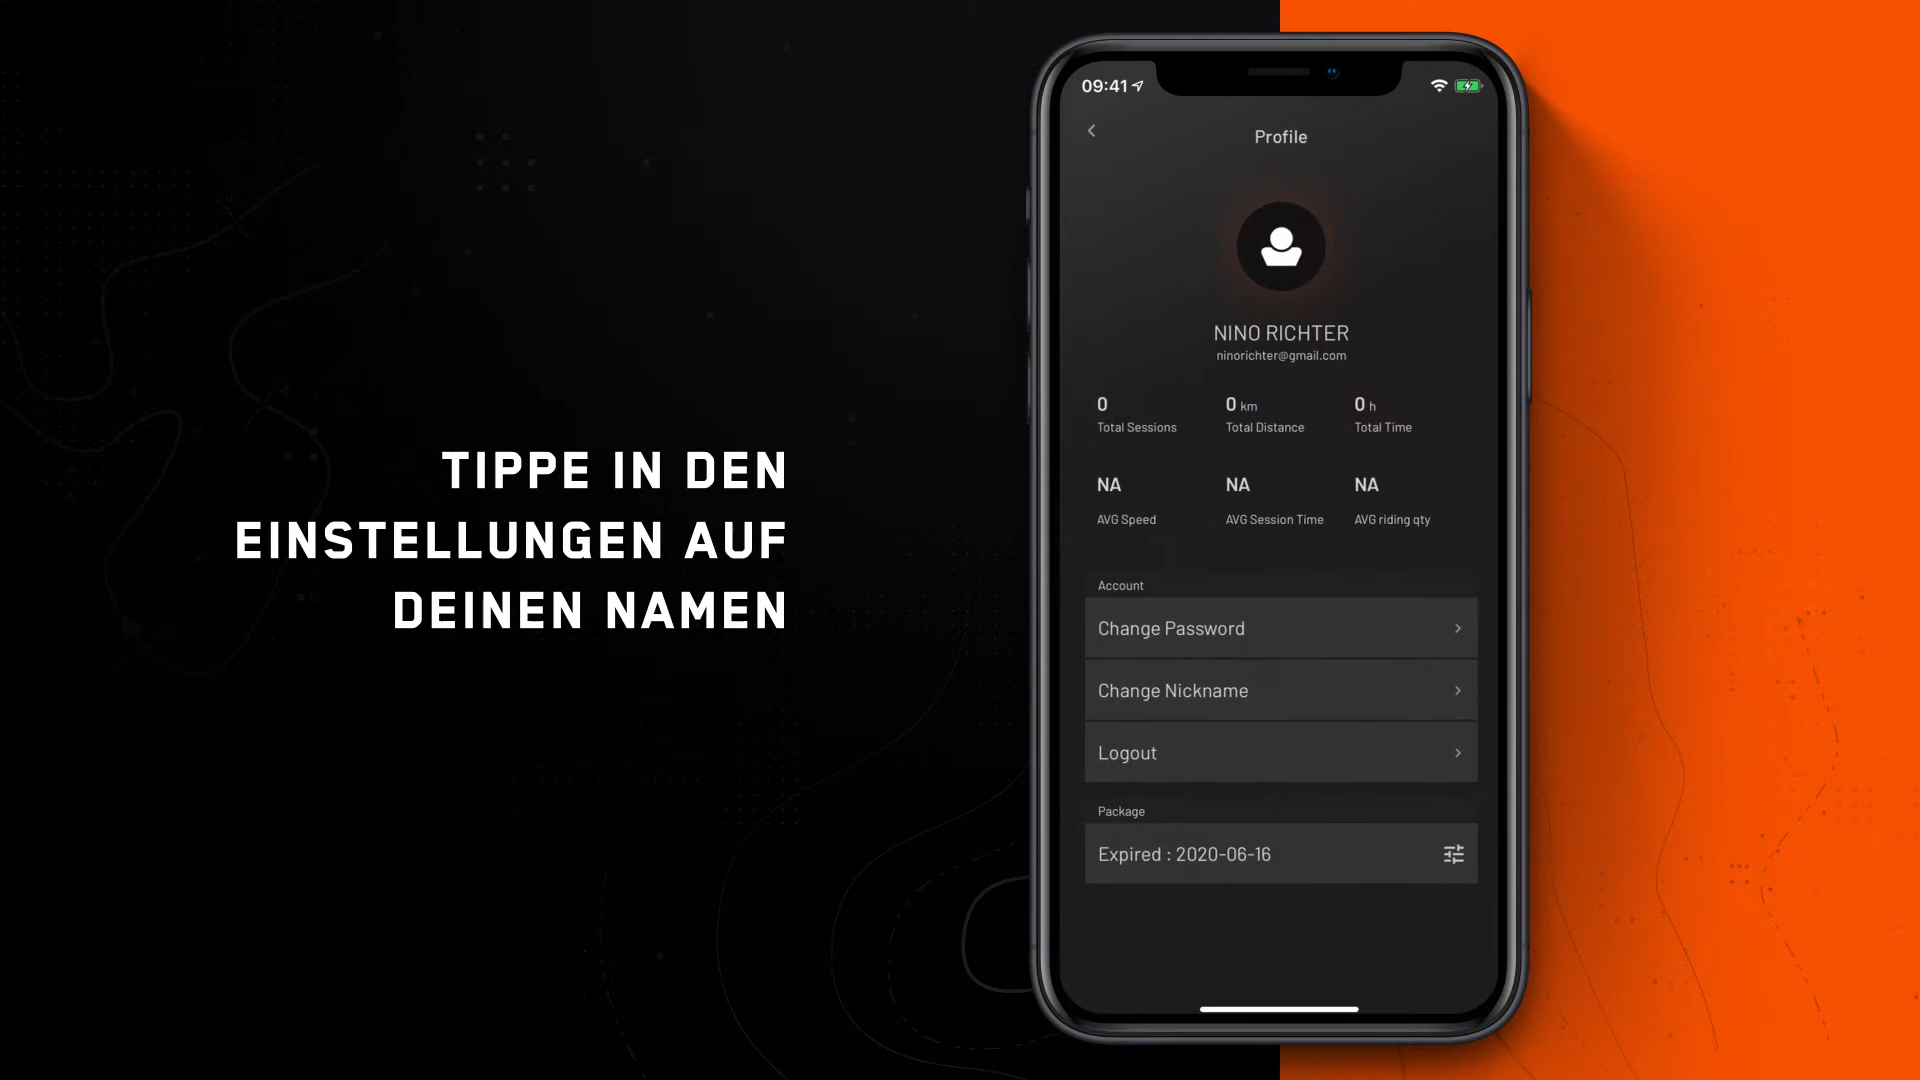 TIPPE IN DEN
EINSTELLUNGEN AUF
DEINEN NAMEN
09:41
Profile
NINO RICHTER
ninorichter@gmail.com
0 0 km 0 h
Total Sessions Total Distance Total Time
NA NA NA
AVG Speed AVG Session Time AVG riding qty
Account
Change Password
Change Nickname
Logout
Package
Expired : 2020-06-16